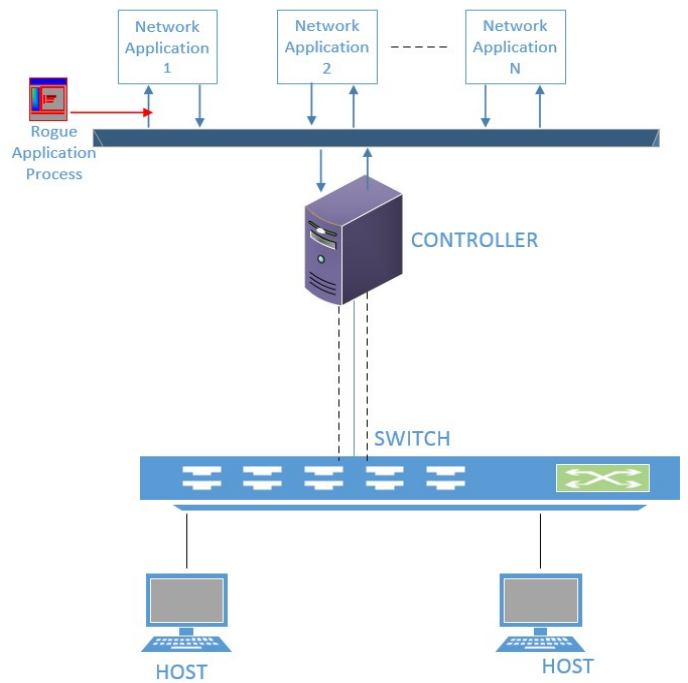 Network
Application
1
Network
Application
2
Network
Application
N
Rogue
Application
Process
CONTROLLER
SWITCH
HOST
HOST